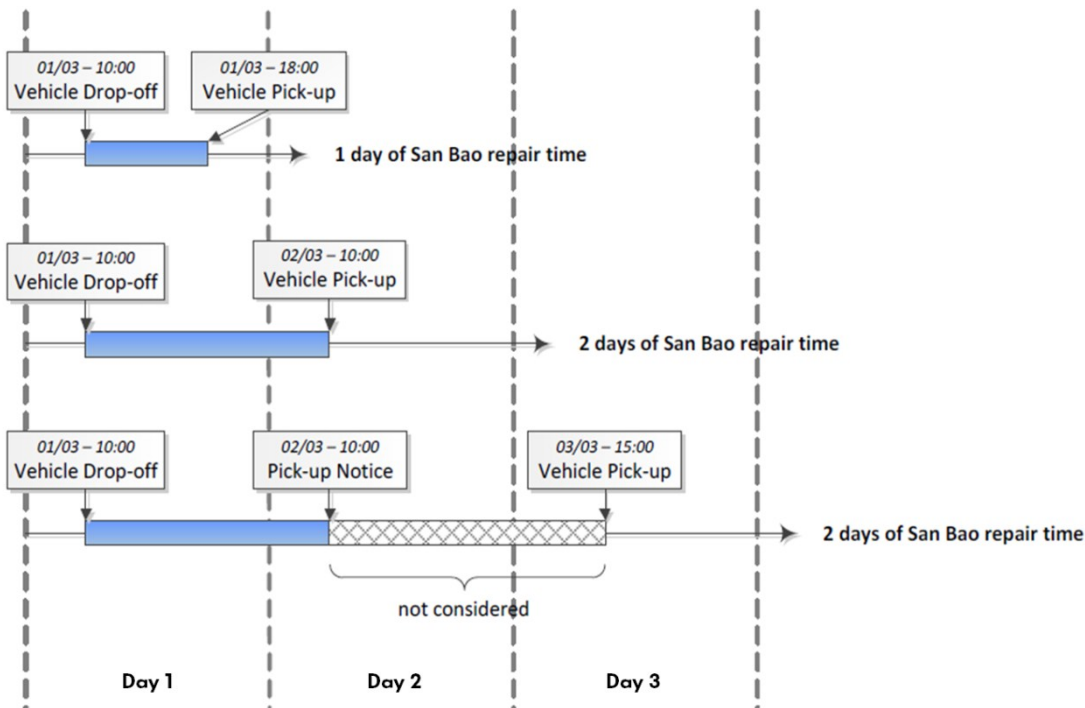 01/03 – 10:00
Vehicle Drop-off
01/03 – 18:00
Vehicle Pick-up
1 day of San Bao repair time
01/03 – 10:00
Vehicle Drop-off
02/03 – 10:00
Vehicle Pick-up
2 days of San Bao repair time
01/03 – 10:00
Vehicle Drop-off
02/03 – 10:00
Pick-up Notice
03/03 – 15:00
Vehicle Pick-up
2 days of San Bao repair time
not considered
Day 1
Day 2
Day 3